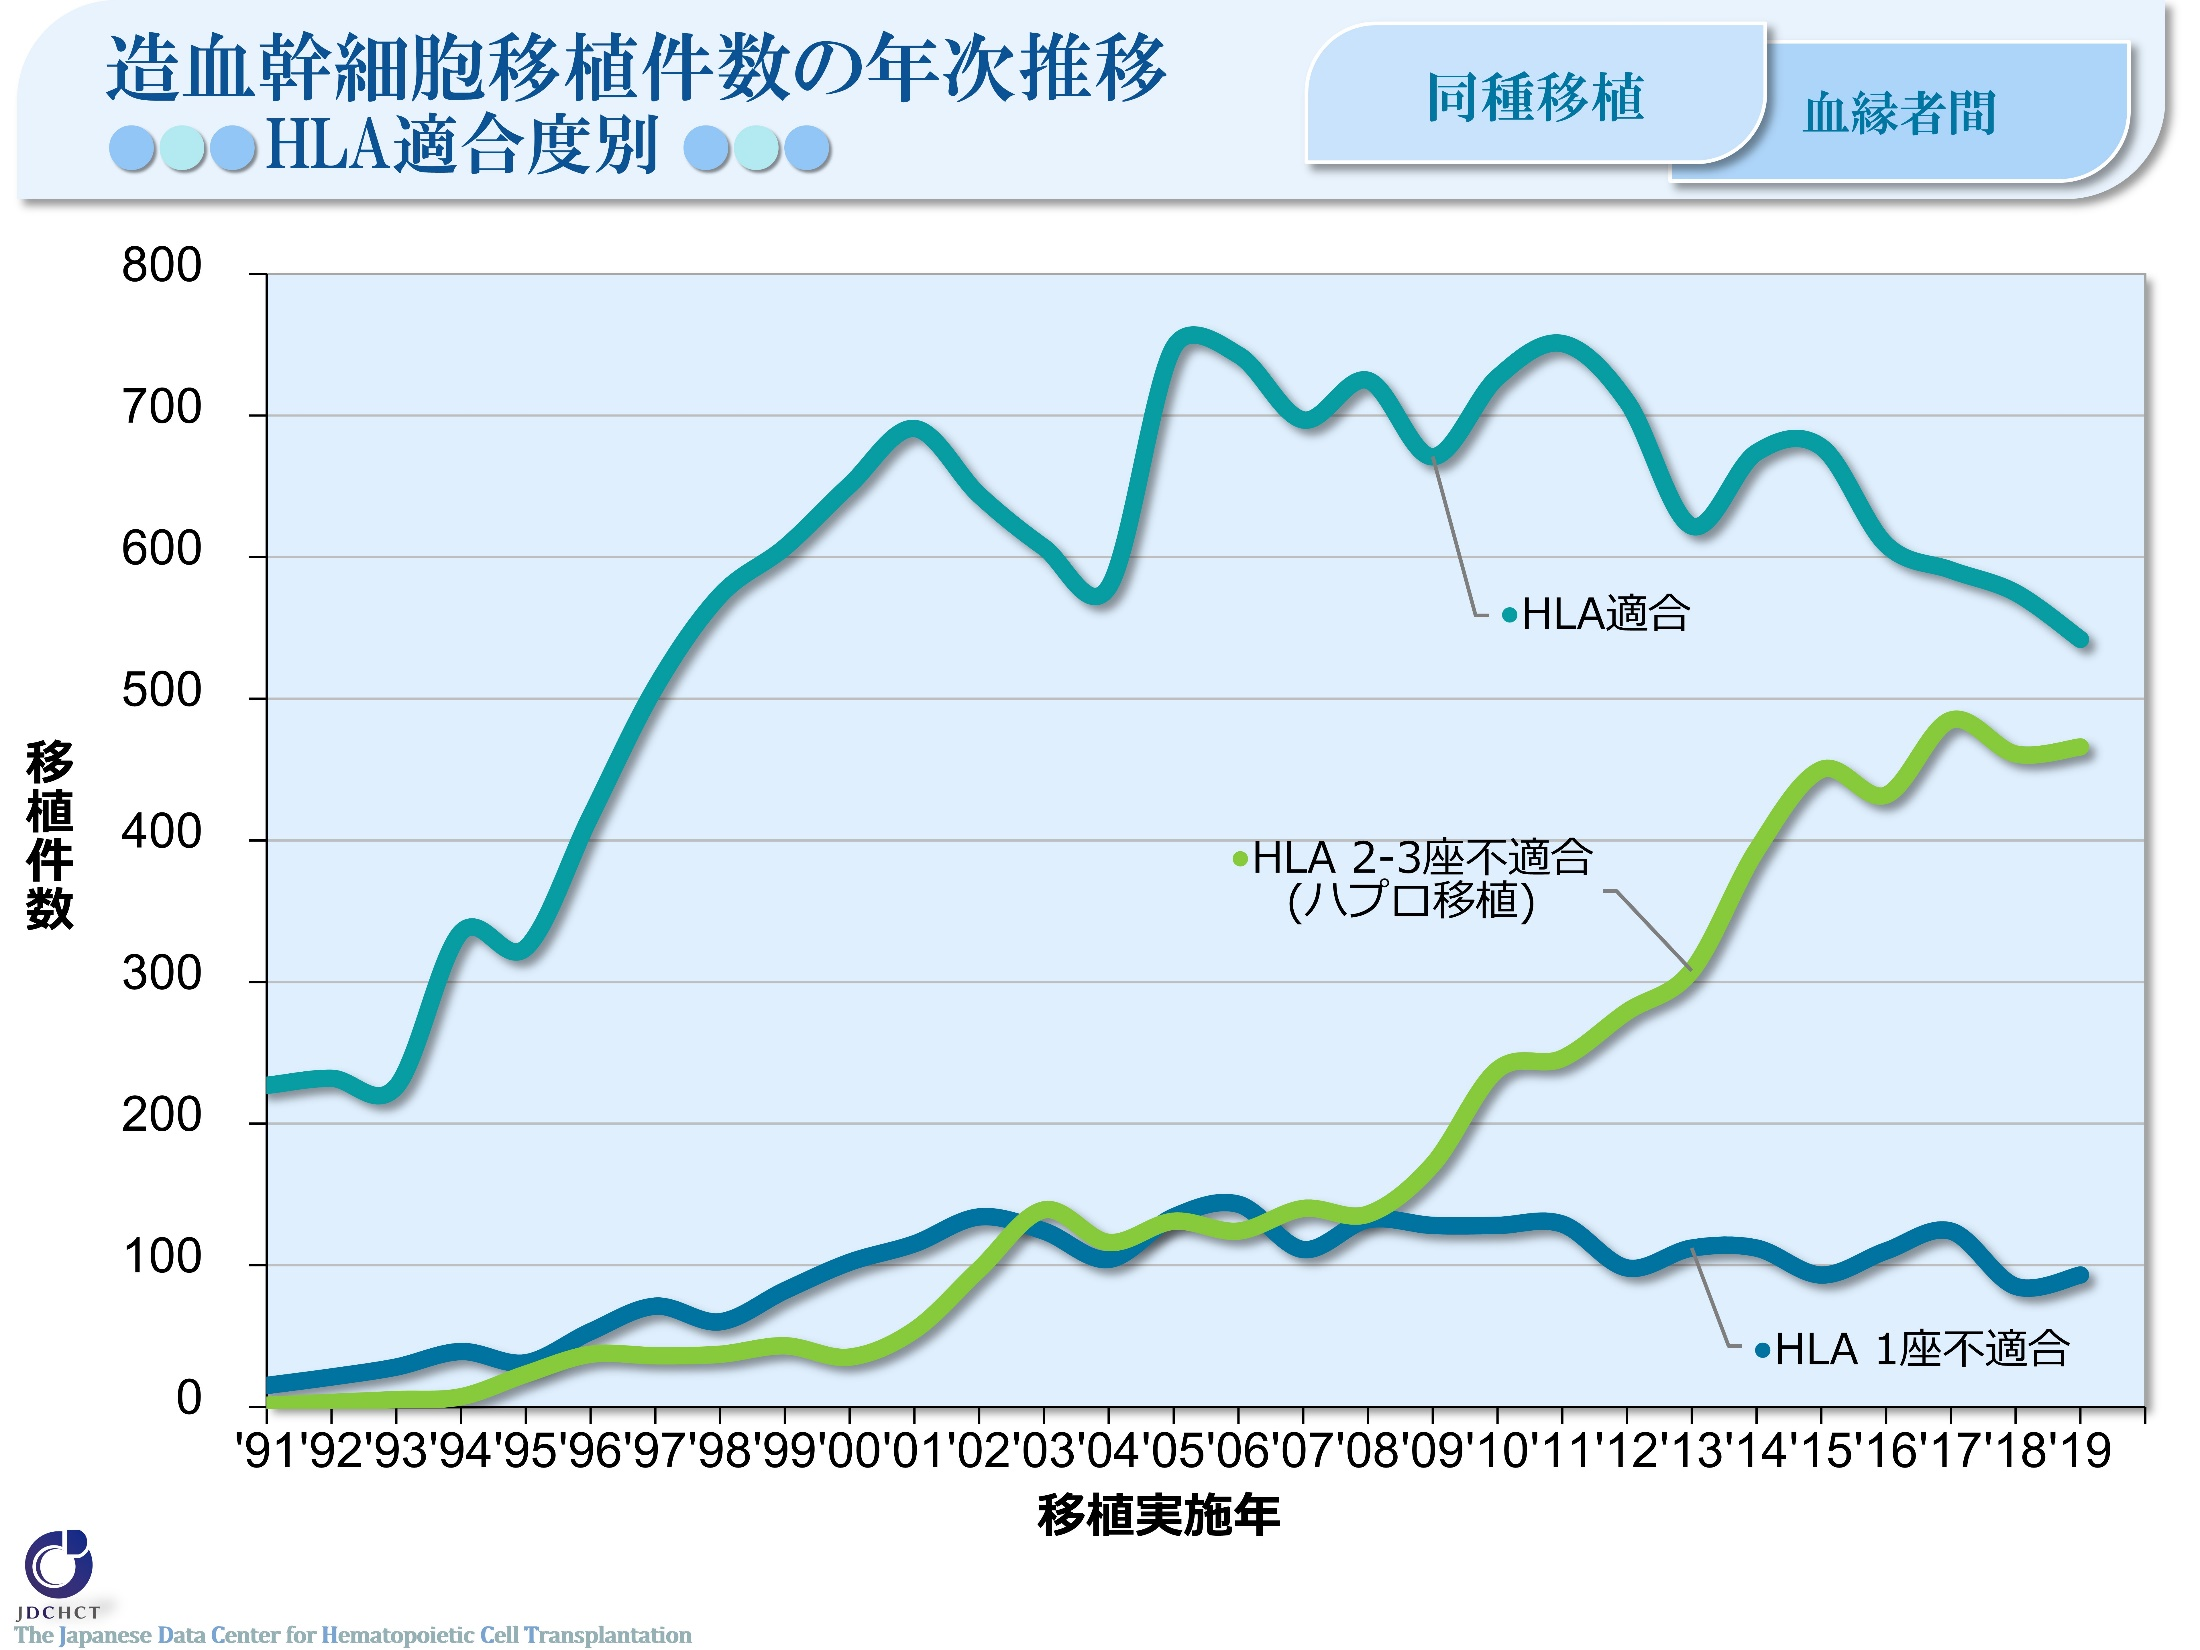 造血幹細胞移植件数の年次推移
HLA適合度別
同種移植
血縁者間
800
700
600
500
400
300
200
100
0
移植件数
HLA適合
HLA 2-3座不適合
(ハプロ移植)
HLA 1座不適合
'91 '92 '93 '94 '95 '96 '97 '98 '99 '00 '01 '02 '03 '04 '05 '06 '07 '08 '09 '10 '11 '12 '13 '14 '15 '16 '17 '18 '19
移植実施年
JDCHCT
The Japanese Data Center for Hematopoietic Cell Transplantation